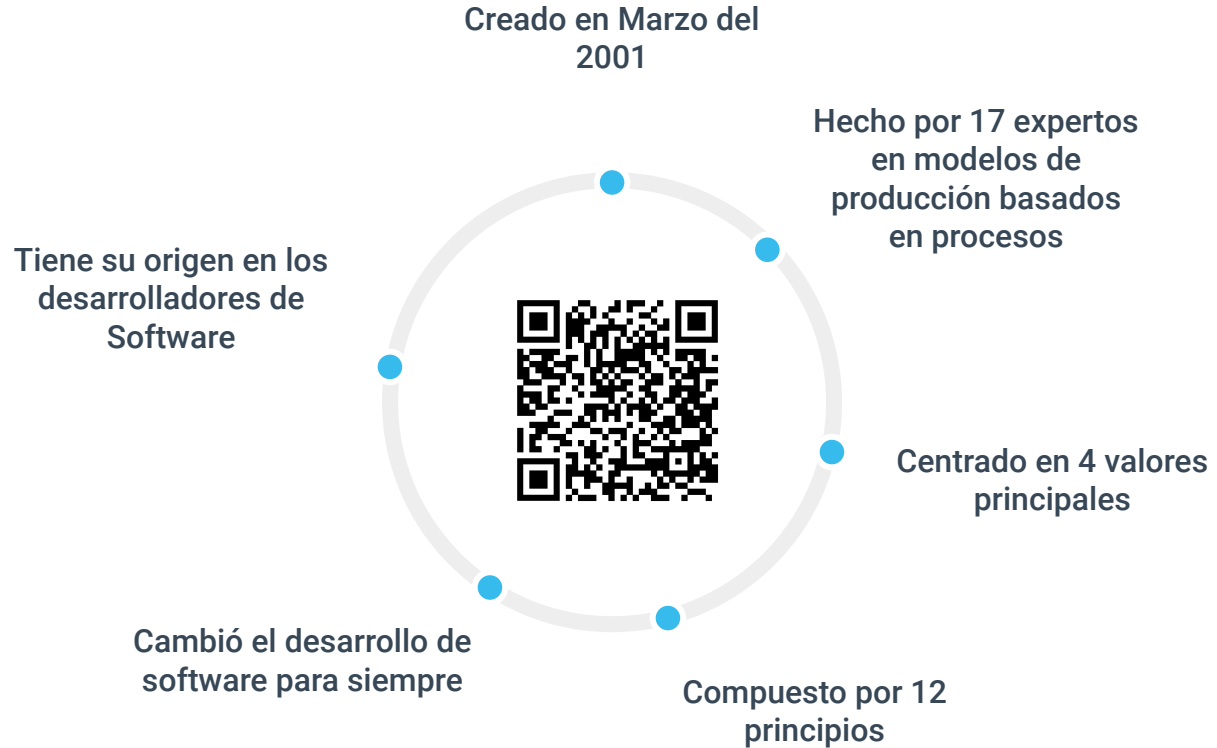 Creado en Marzo del
2001
Hecho por 17 expertos
en modelos de
producción basados
en procesos
Centrado en 4 valores
principales
Compuesto por 12
principios
Cambió el desarrollo de
software para siempre
Tiene su origen en los
desarrolladores de
Software